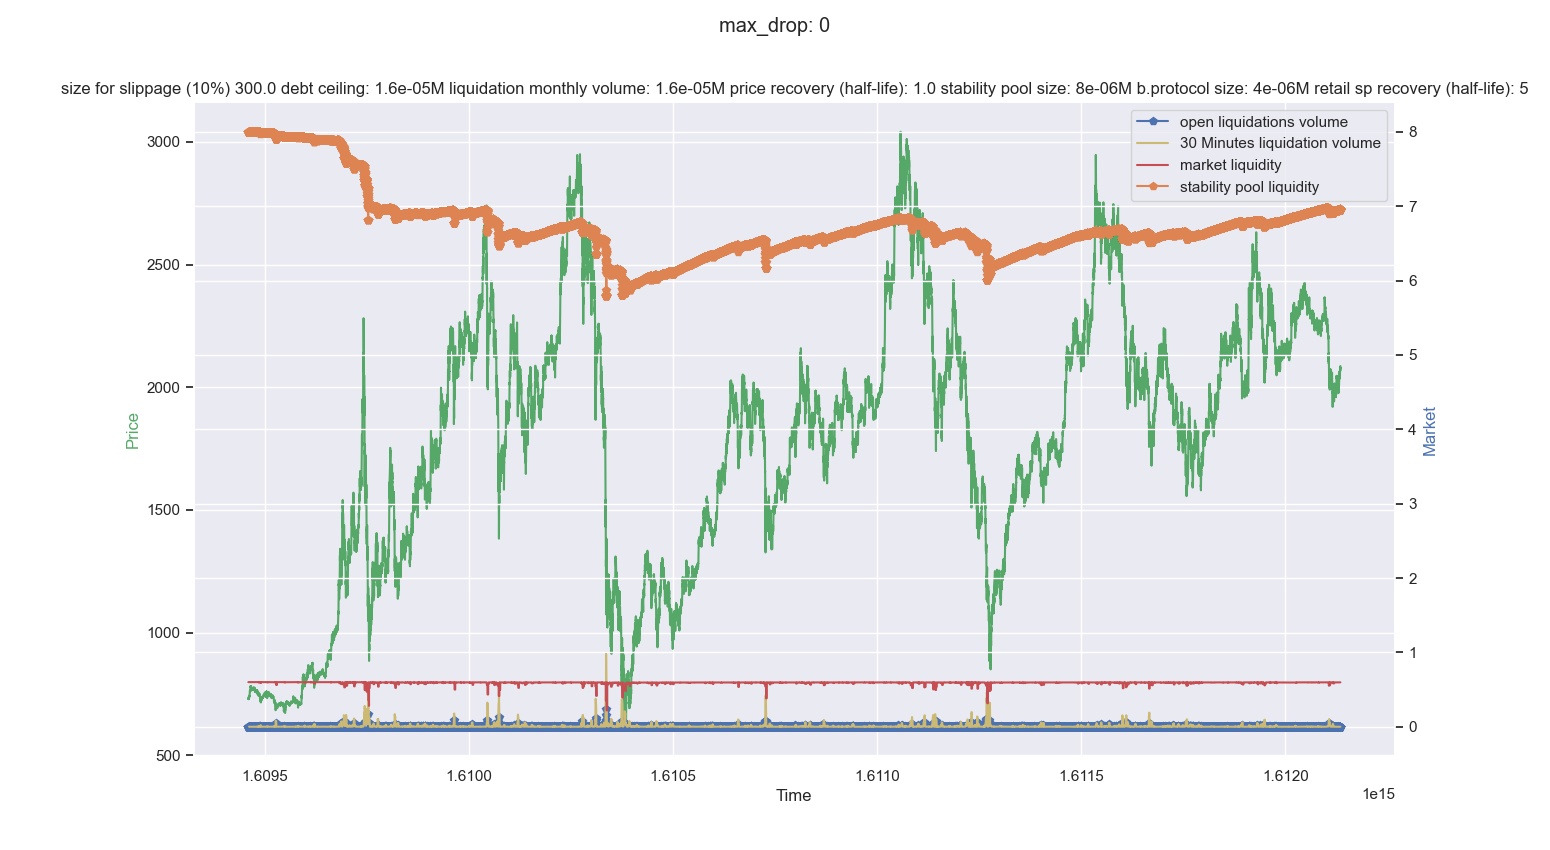 max_drop: 0
size for slippage (10%) 300.0 debt ceiling: 1.6e-05M liquidation monthly volume: 1.6e-05M price recovery (half-life): 1.0 stability pool size: 8e-06M b.protocol size: 4e-06M retail sp recovery (half-life): 5
open liquidations volume
30 Minutes liquidation volume
market liquidity
stability pool liquidity
3000
2500
2000
1500
1000
500
Price
8
7
6
5
4
3
2
1
0
Market
1.6095 1.6100 1.6105 1.6110 1.6115 1.6120
Time
1e15